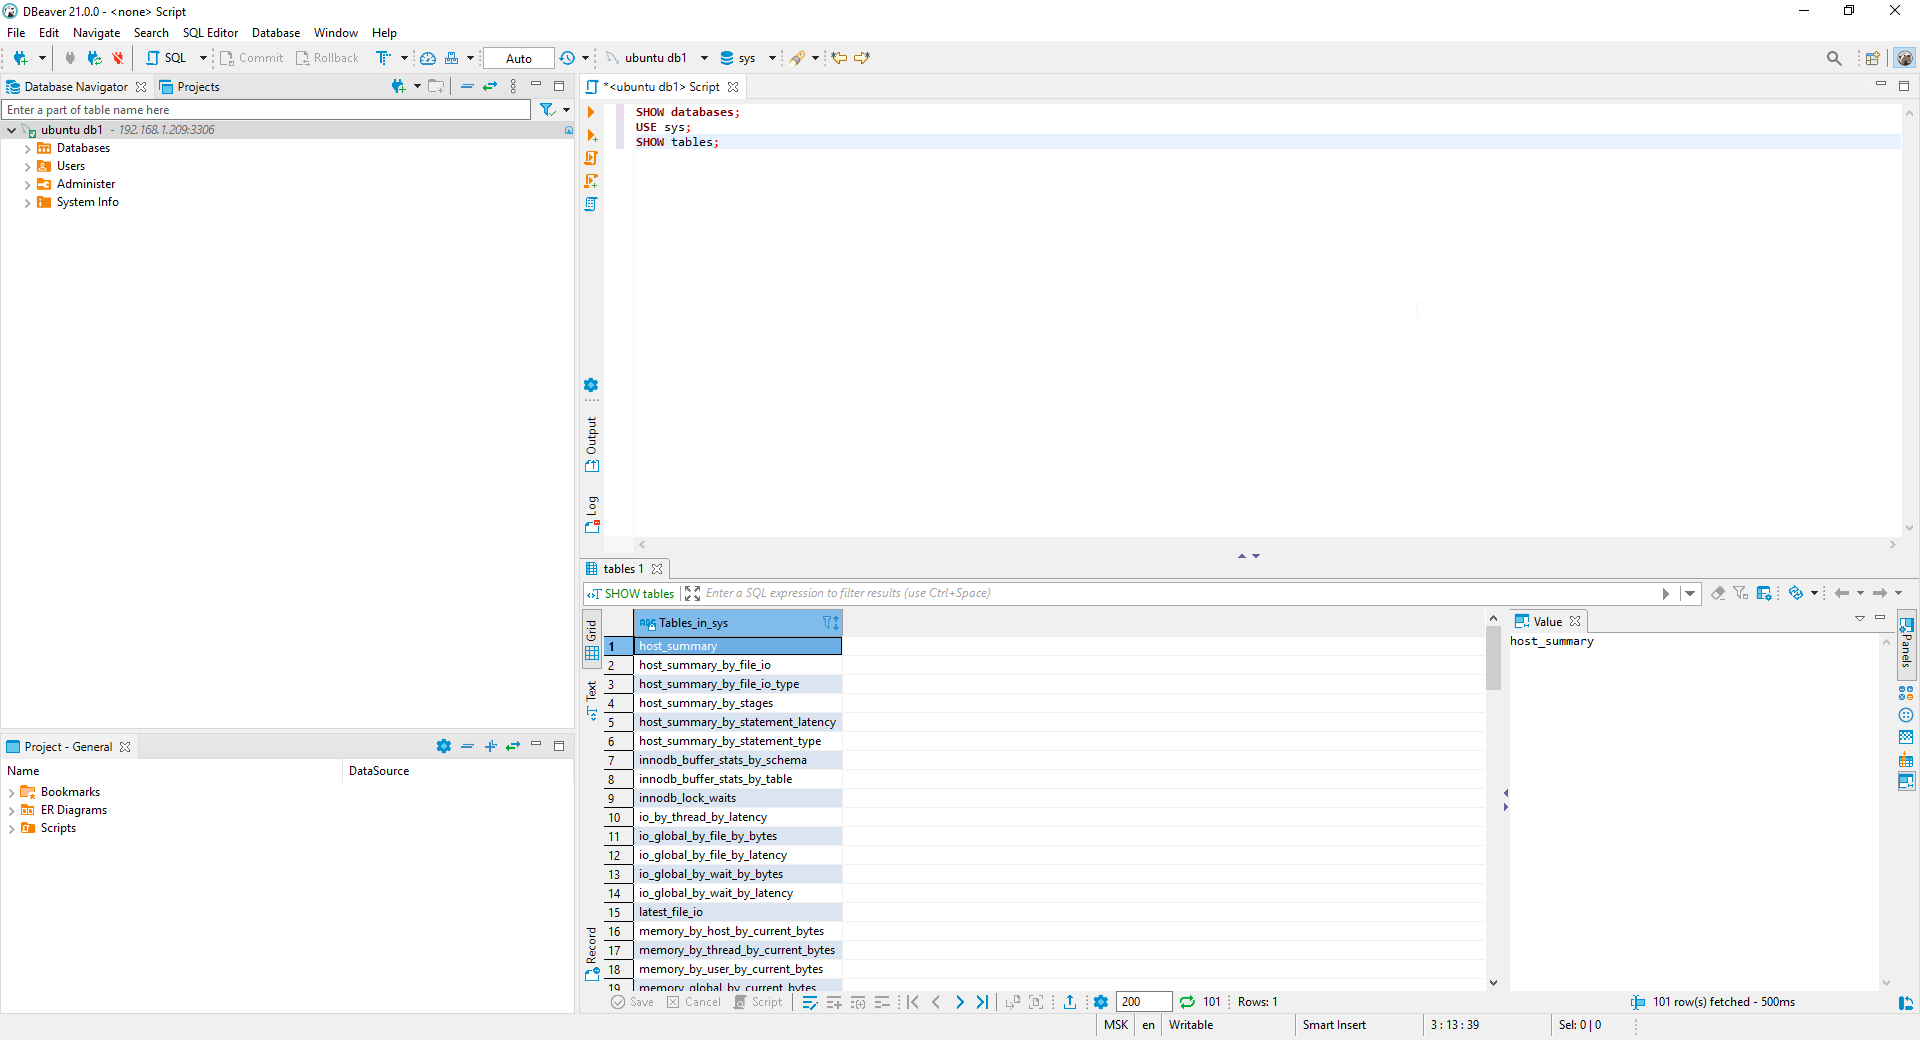 DBeaver 21.0.0 - <none> Script
File Edit Navigate Search SQL Editor Database Window Help
SQL Commit Rollback Auto ubuntu db1 sys
Database Navigator Projects
Enter a part of table name here
ubuntu db1 - 192.168.1.209:3306
Databases
Users
Administer
System Info
Project - General
Name DataSource
Bookmarks
ER Diagrams
Scripts
*<ubuntu db1> Script
SHOW databases;
USE sys;
SHOW tables;
Output
Log
tables 1
SHOW tables Enter a SQL expression to filter results (use Ctrl+Space)
Grid
Text
Record
ABC Tables_in_sys
1 host_summary
2 host_summary_by_file_io
3 host_summary_by_file_io_type
4 host_summary_by_stages
5 host_summary_by_statement_latency
6 host_summary_by_statement_type
7 innodb_buffer_stats_by_schema
8 innodb_buffer_stats_by_table
9 innodb_lock_waits
10 io_by_thread_by_latency
11 io_global_by_file_by_bytes
12 io_global_by_file_by_latency
13 io_global_by_wait_by_bytes
14 io_global_by_wait_by_latency
15 latest_file_io
16 memory_by_host_by_current_bytes
17 memory_by_thread_by_current_bytes
18 memory_by_user_by_current_bytes
19 memory_global_by_current_bytes
Value
host_summary
Panels
Save Cancel Script 200 101 Rows: 1 101 row(s) fetched - 500ms
MSK en Writable Smart Insert 3 : 13 : 39 Sel: 0 | 0